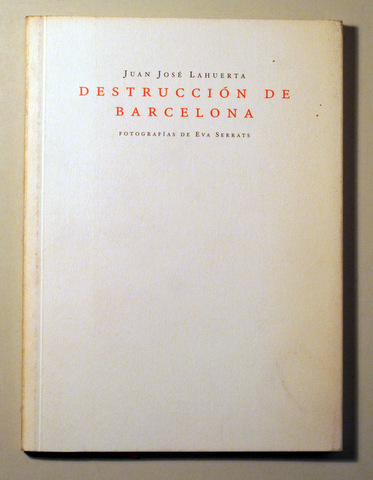 Juan José Lahuerta
DESTRUCCIÓN DE
BARCELONA
fotografías de Eva Serrats